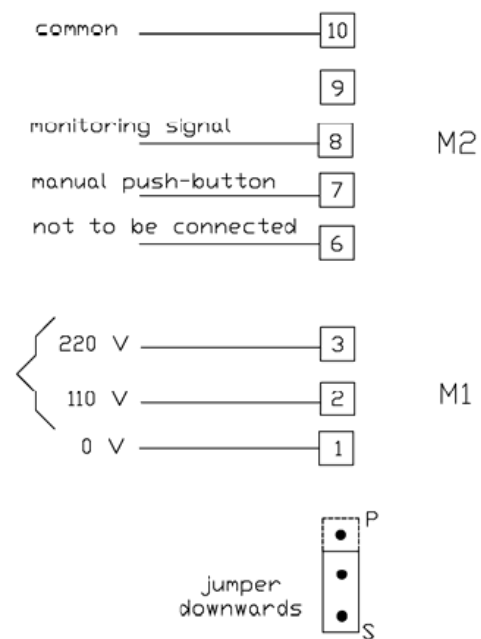 common 10
9
monitoring signal 8
M2
manual push-button 7
not to be connected 6
220 V 3
110 V 2
M1
0 V 1
P
jumper
downwards
S